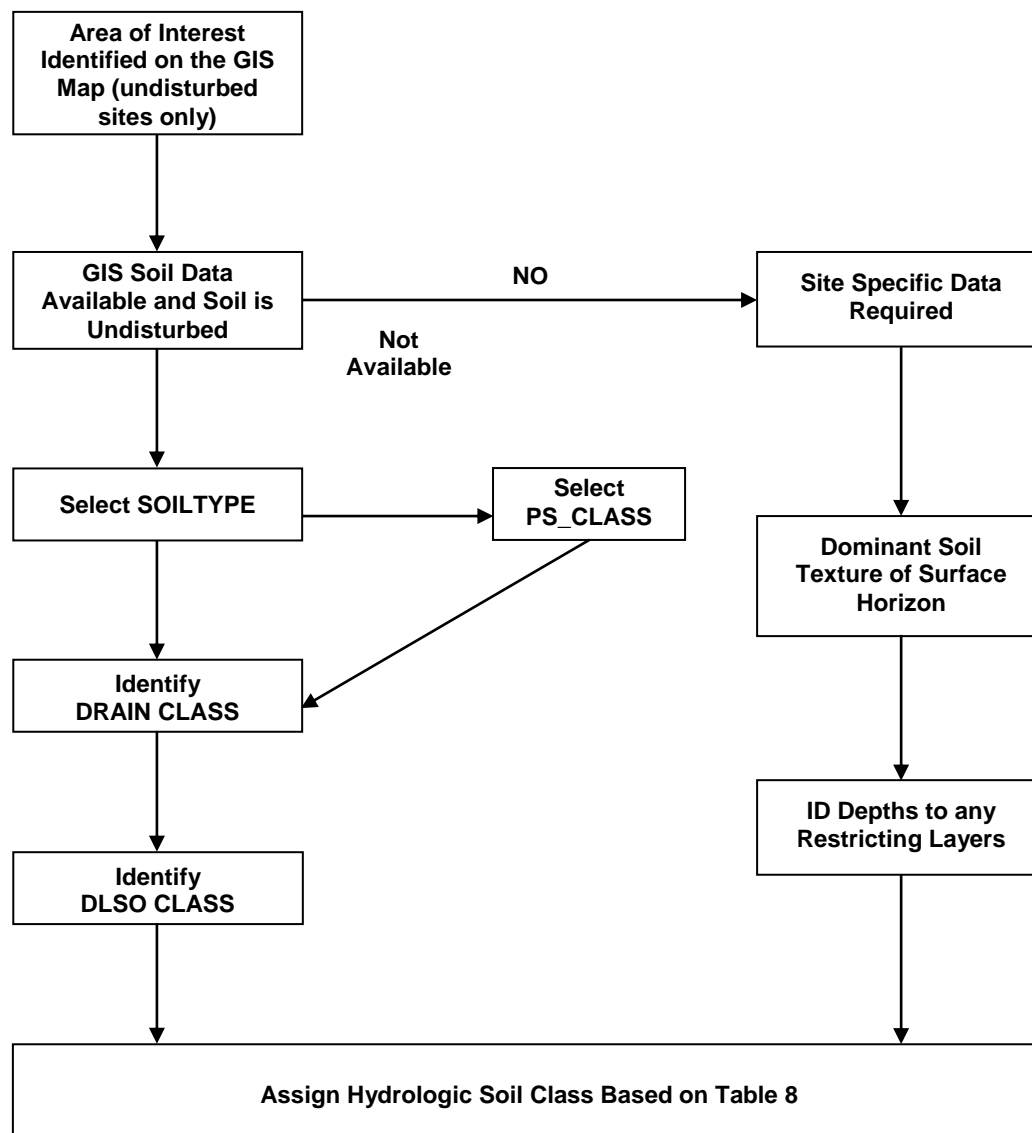 Area of Interest
Identified on the GIS
Map (undisturbed
sites only)
GIS Soil Data
Available and Soil is
Undisturbed
NO
Not
Available
Site Specific Data
Required
Select SOILTYPE
Select
PS_CLASS
Dominant Soil
Texture of Surface
Horizon
Identify
DRAIN CLASS
ID Depths to any
Restricting Layers
Identify
DLSO CLASS
Assign Hydrologic Soil Class Based on Table 8